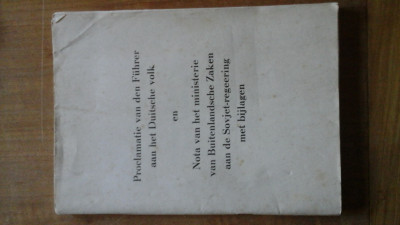 Proclamatie van den Führer
aan het Duitsche volk
en
Nota van het ministerie
van Buitenlandsche Zaken
aan de Sovjet-regeering
met bijlagen